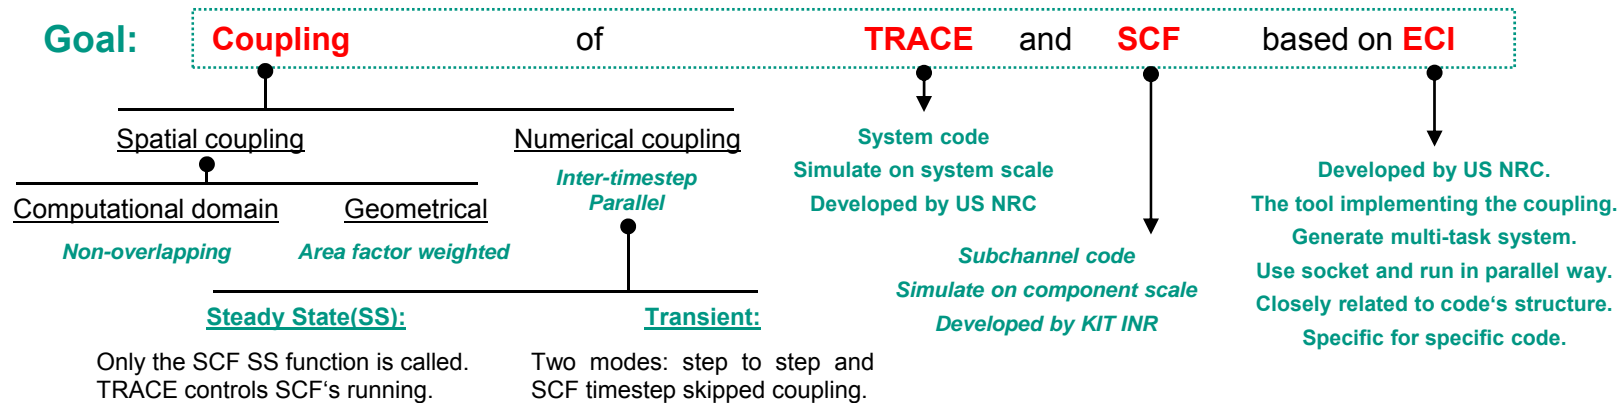 Goal: Coupling of TRACE and SCF based on ECI
Spatial coupling
Numerical coupling
Inter-timestep
Parallel
Computational domain
Geometrical
Non-overlapping
Area factor weighted
Steady State(SS):
Transient:
Only the SCF SS function is called.
TRACE controls SCF‘s running.
Two modes: step to step and
SCF timestep skipped coupling.
System code
Simulate on system scale
Developed by US NRC
Subchannel code
Simulate on component scale
Developed by KIT INR
Developed by US NRC.
The tool implementing the coupling.
Generate multi-task system.
Use socket and run in parallel way.
Closely related to code‘s structure.
Specific for specific code.